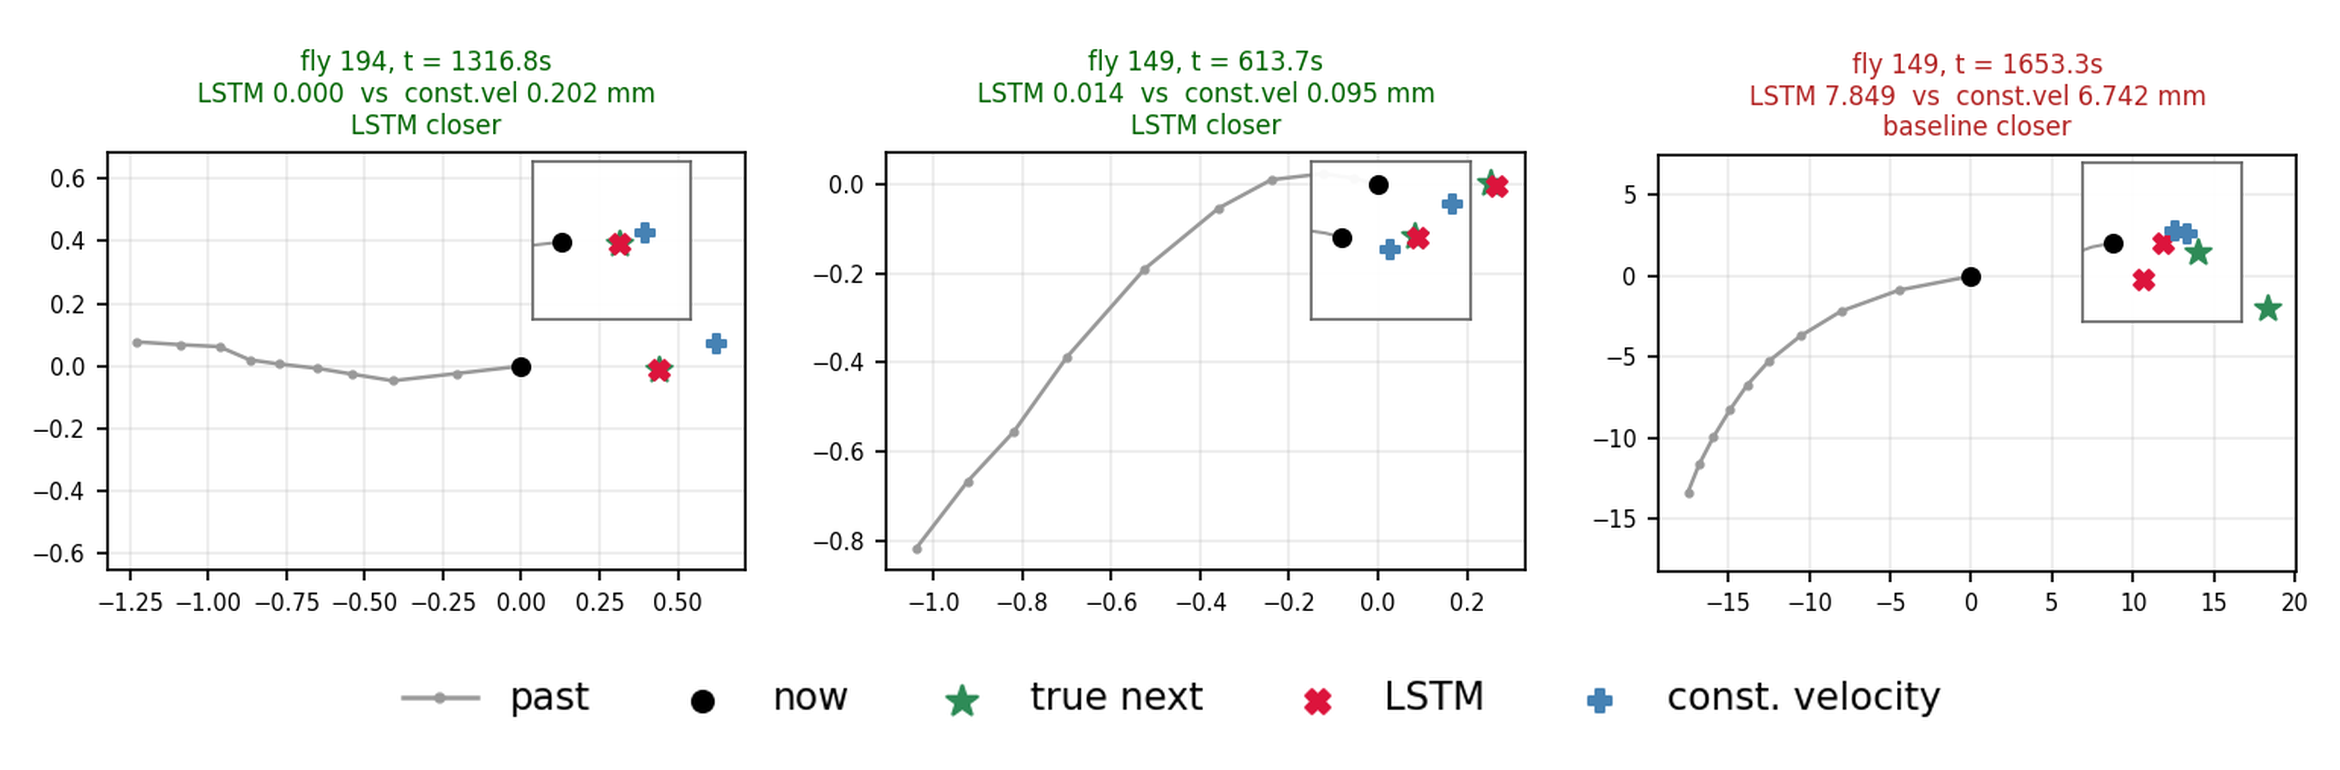 fly 194, t = 1316.8s
LSTM 0.000 vs const.vel 0.202 mm
LSTM closer
0.6
0.4
0.2
0.0
−0.2
−0.4
−0.6
−1.25 −1.00 −0.75 −0.50 −0.25 0.00 0.25 0.50
fly 149, t = 613.7s
LSTM 0.014 vs const.vel 0.095 mm
LSTM closer
0.0
−0.2
−0.4
−0.6
−0.8
−1.0 −0.8 −0.6 −0.4 −0.2 0.0 0.2
fly 149, t = 1653.3s
LSTM 7.849 vs const.vel 6.742 mm
baseline closer
5
0
−5
−10
−15
−15 −10 −5 0 5 10 15 20
past now true next LSTM const. velocity